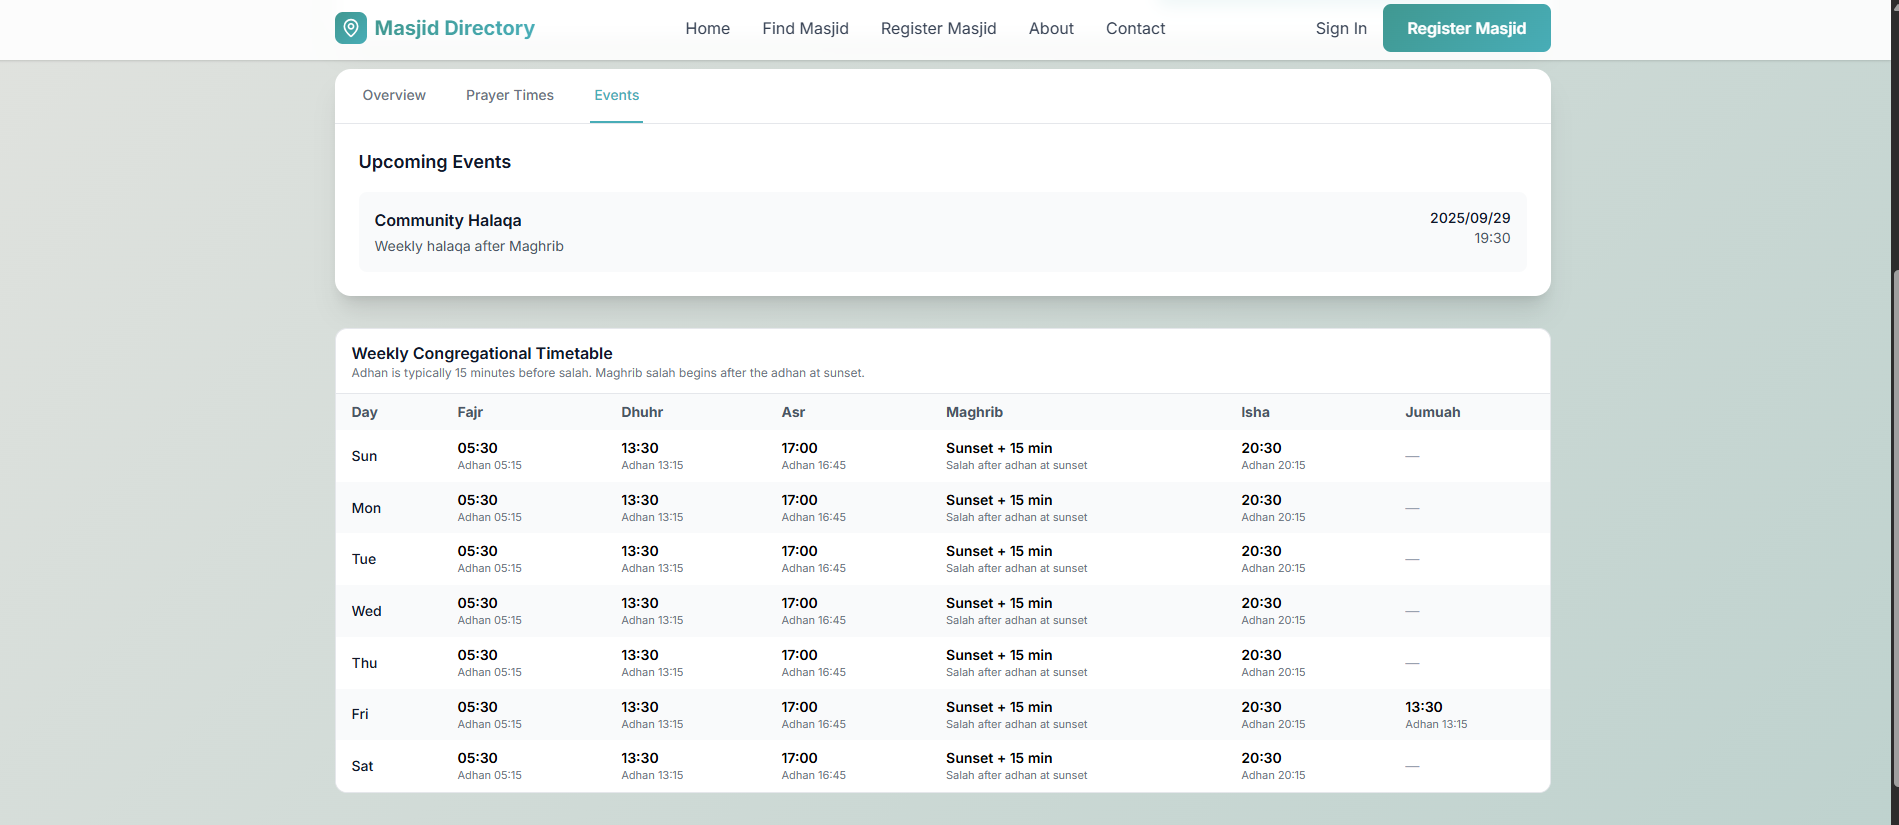 Masjid Directory
Home Find Masjid Register Masjid About Contact
Sign In Register Masjid
Overview Prayer Times Events
Upcoming Events
Community Halaqa 2025/09/29
Weekly halaqa after Maghrib 19:30
Weekly Congregational Timetable
Adhan is typically 15 minutes before salah. Maghrib salah begins after the adhan at sunset.
Day Fajr Dhuhr Asr Maghrib Isha Jumuah
Sun 05:30 13:30 17:00 Sunset + 15 min 20:30 —
Adhan 05:15 Adhan 13:15 Adhan 16:45 Salah after adhan at sunset Adhan 20:15
Mon 05:30 13:30 17:00 Sunset + 15 min 20:30 —
Adhan 05:15 Adhan 13:15 Adhan 16:45 Salah after adhan at sunset Adhan 20:15
Tue 05:30 13:30 17:00 Sunset + 15 min 20:30 —
Adhan 05:15 Adhan 13:15 Adhan 16:45 Salah after adhan at sunset Adhan 20:15
Wed 05:30 13:30 17:00 Sunset + 15 min 20:30 —
Adhan 05:15 Adhan 13:15 Adhan 16:45 Salah after adhan at sunset Adhan 20:15
Thu 05:30 13:30 17:00 Sunset + 15 min 20:30 —
Adhan 05:15 Adhan 13:15 Adhan 16:45 Salah after adhan at sunset Adhan 20:15
Fri 05:30 13:30 17:00 Sunset + 15 min 20:30 13:30
Adhan 05:15 Adhan 13:15 Adhan 16:45 Salah after adhan at sunset Adhan 20:15 Adhan 13:15
Sat 05:30 13:30 17:00 Sunset + 15 min 20:30 —
Adhan 05:15 Adhan 13:15 Adhan 16:45 Salah after adhan at sunset Adhan 20:15